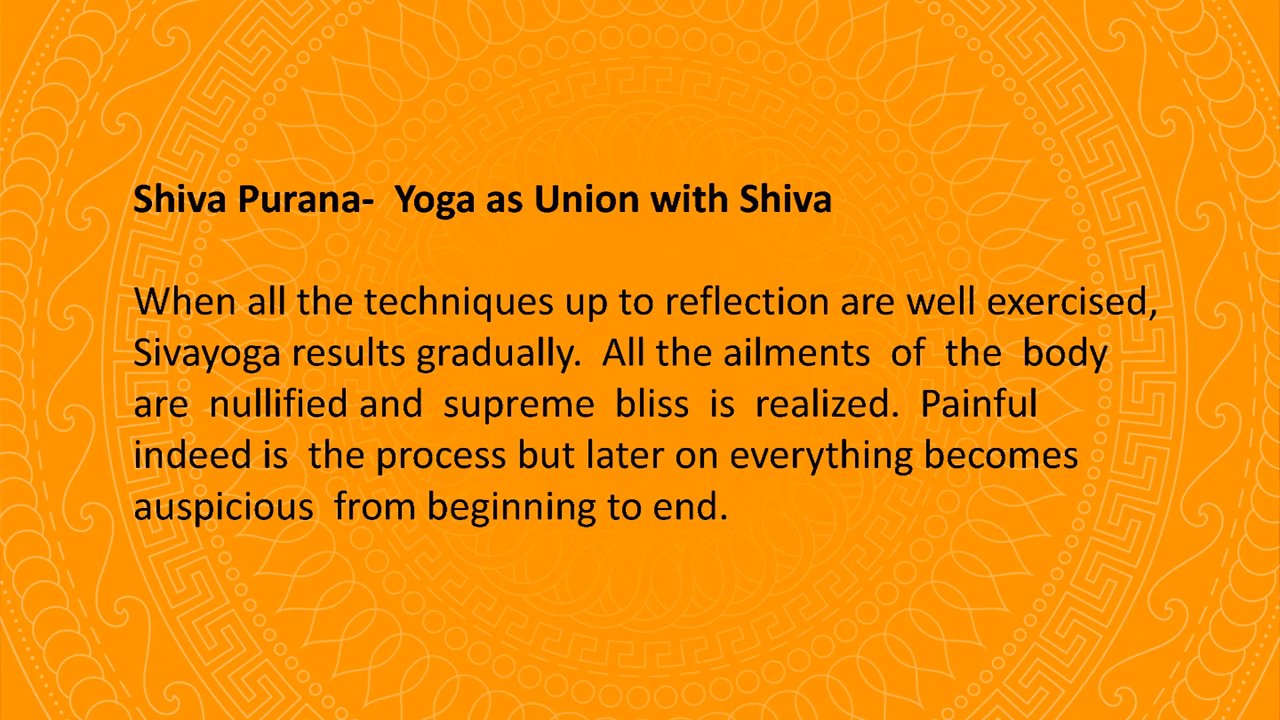 Shiva Purana-  Yoga as Union with Shiva
When all the techniques up to reflection are well exercised,
Sivayoga results gradually.  All the ailments  of  the  body
are  nullified and  supreme  bliss  is  realized.  Painful
indeed is  the process but later on everything becomes
auspicious  from beginning to end.